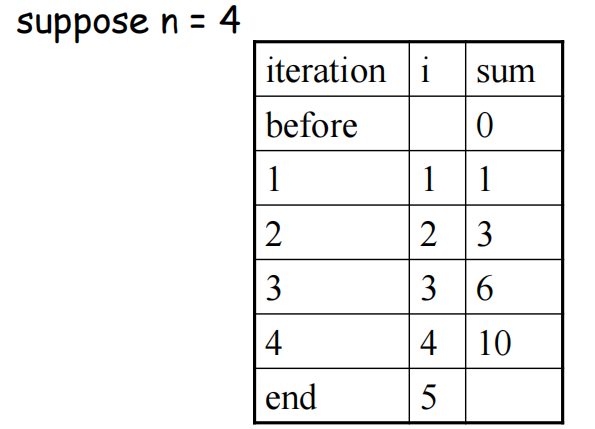 suppose n = 4
iteration i sum
before 0
1 1 1
2 2 3
3 3 6
4 4 10
end 5